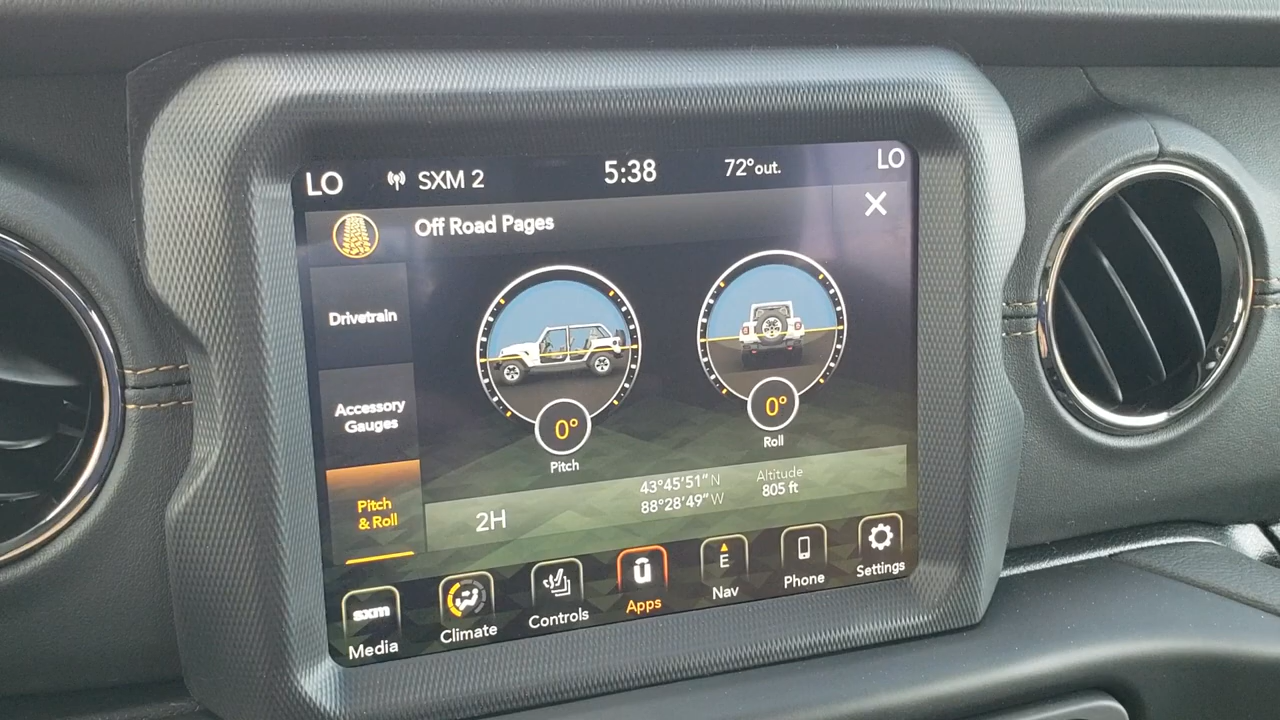 LO
SXM 2
5:38
72°out.
LO
Off Road Pages
Drivetrain
Accessory
Gauges
Pitch
& Roll
0°
Pitch
0°
Roll
2H
43°45'51" N
88°28'49" W
Altitude
805 ft
sxm
Media
Climate
Controls
Apps
E
Nav
Phone
Settings